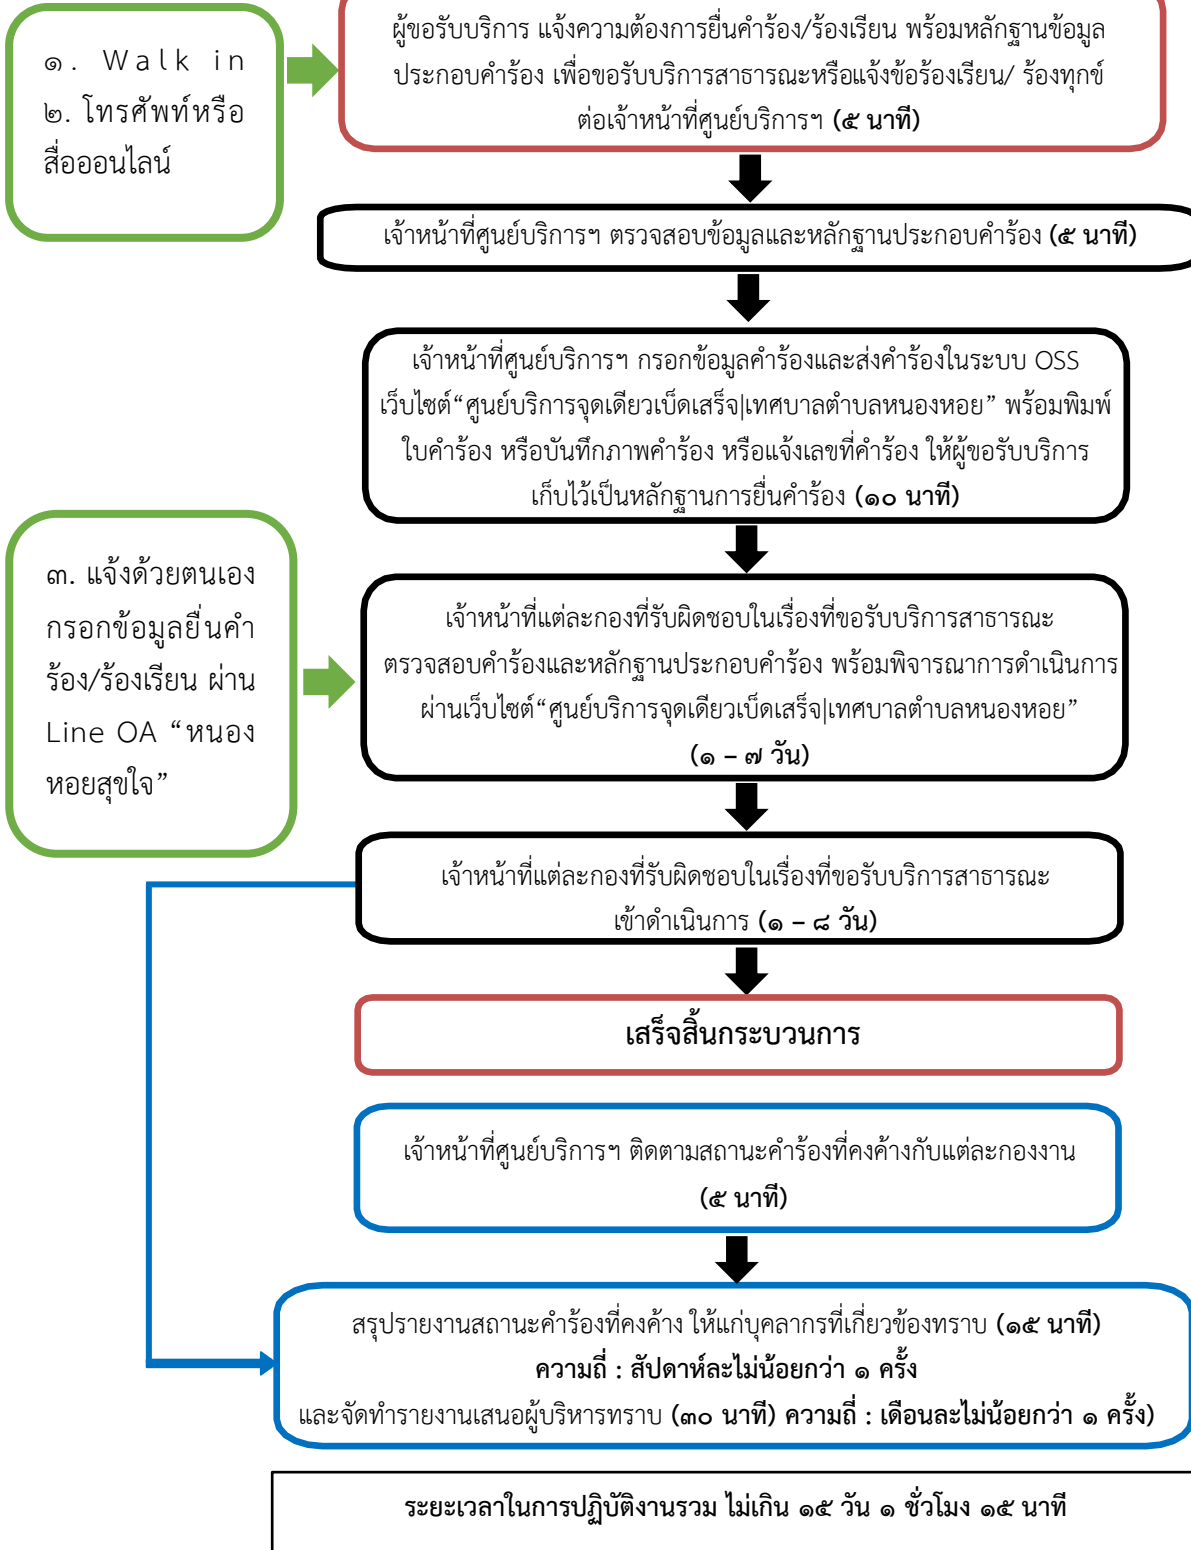 ๑. Walk in
๒. โทรศัพท์หรือ
สื่อออนไลน์
ผู้ขอรับบริการ แจ้งความต้องการยื่นคำร้อง/ร้องเรียน พร้อมหลักฐานข้อมูล
ประกอบคำร้อง เพื่อขอรับบริการสาธารณะหรือแจ้งข้อร้องเรียน/ ร้องทุกข์
ต่อเจ้าหน้าที่ศูนย์บริการฯ (๕ นาที)
เจ้าหน้าที่ศูนย์บริการฯ ตรวจสอบข้อมูลและหลักฐานประกอบคำร้อง (๕ นาที)
เจ้าหน้าที่ศูนย์บริการฯ กรอกข้อมูลคำร้องและส่งคำร้องในระบบ OSS
เว็บไซต์“ศูนย์บริการจุดเดียวเบ็ดเสร็จ|เทศบาลตำบลหนองหอย” พร้อมพิมพ์
ใบคำร้อง หรือบันทึกภาพคำร้อง หรือแจ้งเลขที่คำร้อง ให้ผู้ขอรับบริการ
เก็บไว้เป็นหลักฐานการยื่นคำร้อง (๑๐ นาที)
๓. แจ้งด้วยตนเอง
กรอกข้อมูลยื่นคำ
ร้อง/ร้องเรียน ผ่าน
Line OA “หนอง
หอยสุขใจ”
เจ้าหน้าที่แต่ละกองที่รับผิดชอบในเรื่องที่ขอรับบริการสาธารณะ
ตรวจสอบคำร้องและหลักฐานประกอบคำร้อง พร้อมพิจารณาการดำเนินการ
ผ่านเว็บไซต์“ศูนย์บริการจุดเดียวเบ็ดเสร็จ|เทศบาลตำบลหนองหอย”
(๑ – ๗ วัน)
เจ้าหน้าที่แต่ละกองที่รับผิดชอบในเรื่องที่ขอรับบริการสาธารณะ
เข้าดำเนินการ (๑ – ๘ วัน)
เสร็จสิ้นกระบวนการ
เจ้าหน้าที่ศูนย์บริการฯ ติดตามสถานะคำร้องที่คงค้างกับแต่ละกองงาน
(๕ นาที)
สรุปรายงานสถานะคำร้องที่คงค้าง ให้แก่บุคลากรที่เกี่ยวข้องทราบ (๑๕ นาที)
ความถี่ : สัปดาห์ละไม่น้อยกว่า ๑ ครั้ง
และจัดทำรายงานเสนอผู้บริหารทราบ (๓๐ นาที) ความถี่ : เดือนละไม่น้อยกว่า ๑ ครั้ง)
ระยะเวลาในการปฏิบัติงานรวม ไม่เกิน ๑๕ วัน ๑ ชั่วโมง ๑๕ นาที